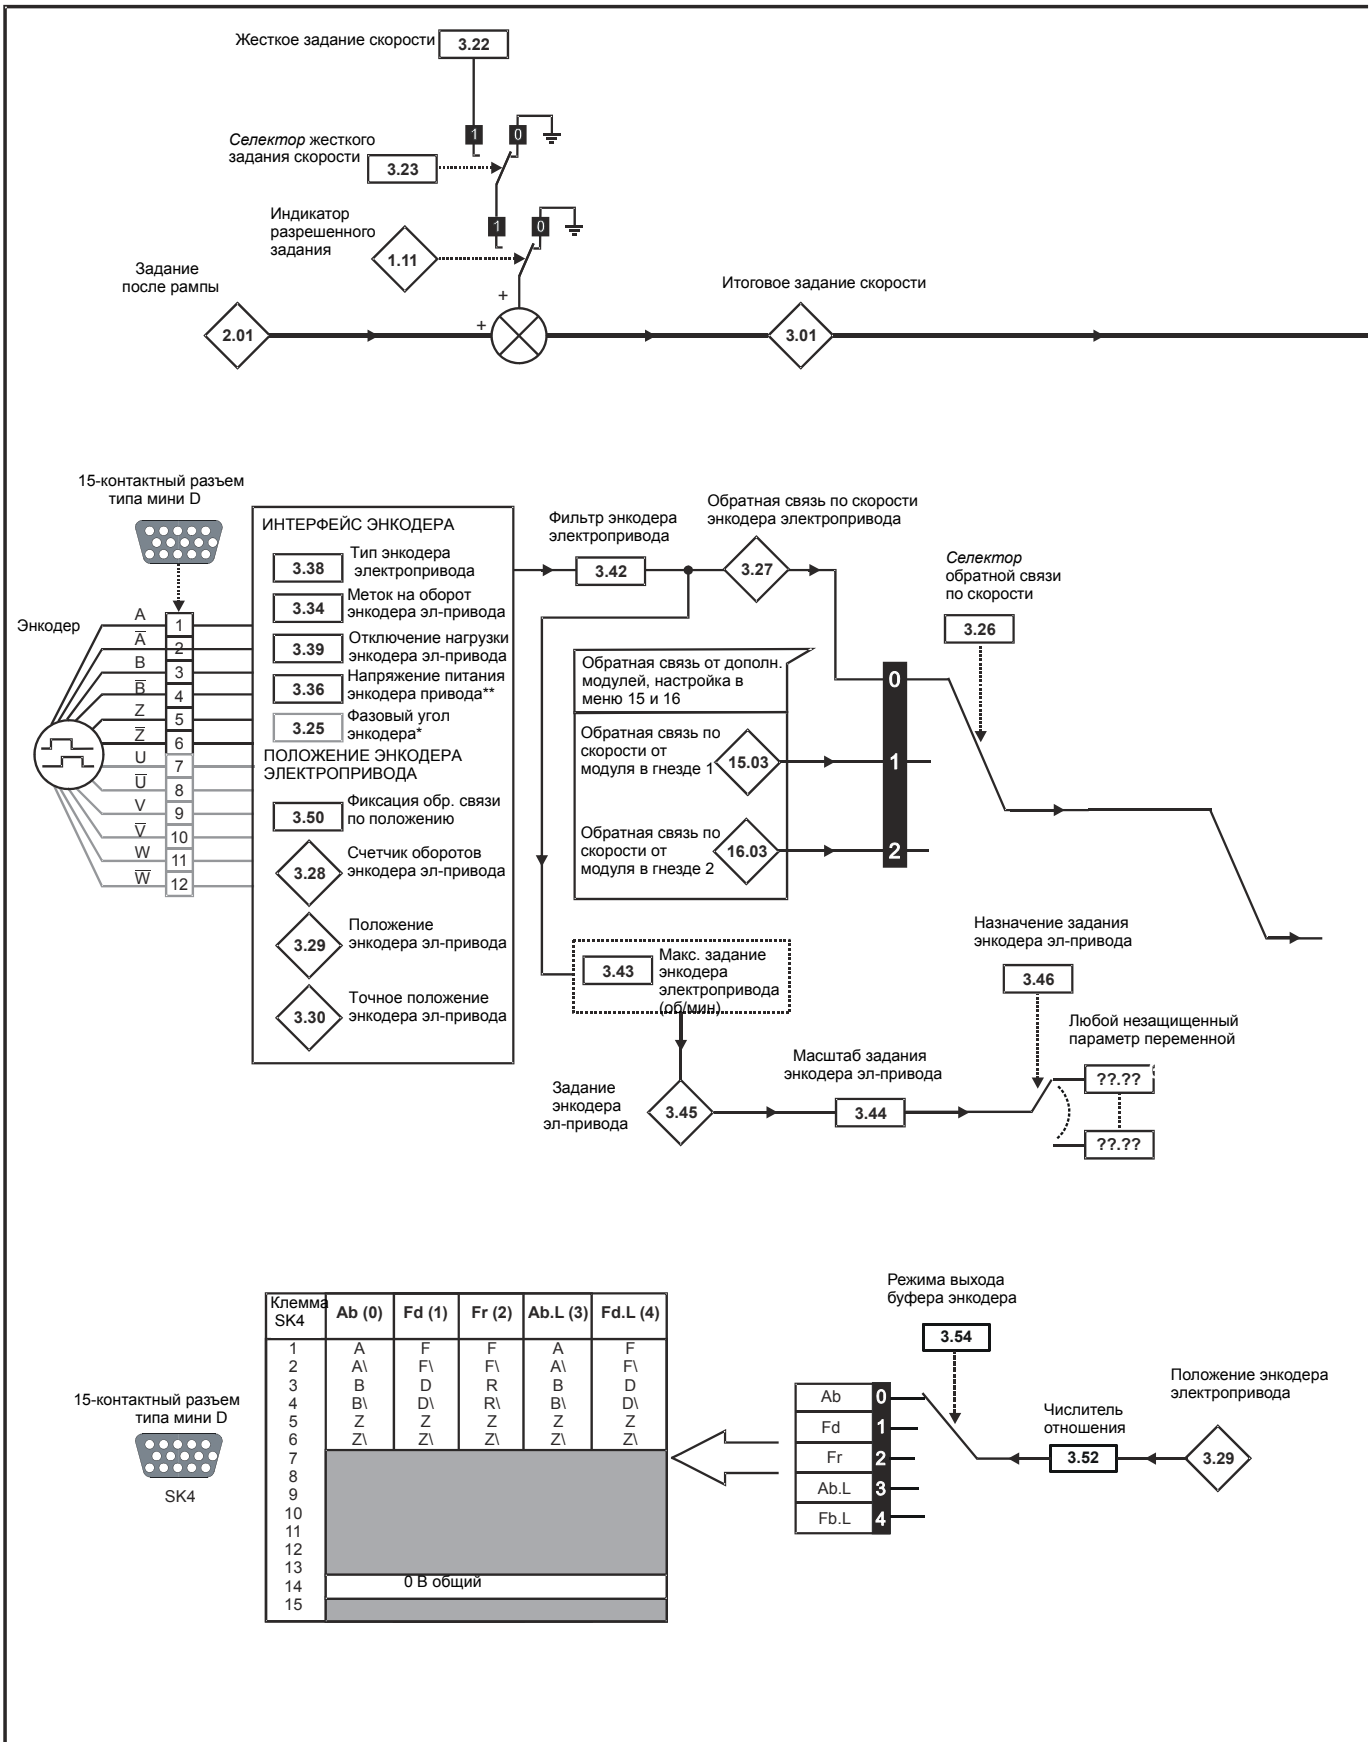 Жесткое задание скорости 3.22
1 0
Селектор жесткого
задания скорости
3.23
Индикатор
разрешенного
задания
1 0
1.11
Задание
после рампы
+
+
2.01
Итоговое задание скорости
3.01
15-контактный разъем
типа мини D
Энкодер
A 1
A̅ 2
B 3
B̅ 4
Z 5
Z̅ 6
U 7
U̅ 8
V 9
V̅ 10
W 11
W̅ 12
ИНТЕРФЕЙС ЭНКОДЕРА
3.38 Тип энкодера
электропривода
3.34 Меток на оборот
энкодера эл-привода
3.39 Отключение нагрузки
энкодера эл-привода
3.36 Напряжение питания
энкодера привода**
3.25 Фазовый угол
энкодера*
ПОЛОЖЕНИЕ ЭНКОДЕРА
ЭЛЕКТРОПРИВОДА
3.50 Фиксация обр. связи
по положению
3.28 Счетчик оборотов
энкодера эл-привода
3.29 Положение
энкодера эл-привода
3.30 Точное положение
энкодера эл-привода
Фильтр энкодера
электропривода
3.42
Обратная связь по скорости
энкодера электропривода
3.27
Селектор
обратной связи
по скорости
3.26
Обратная связь от дополн.
модулей, настройка в
меню 15 и 16
Обратная связь по
скорости от
модуля в гнезде 1
15.03
Обратная связь по
скорости от
модуля в гнезде 2
16.03
0
1
2
3.43 Макс. задание
энкодера
электропривода
(об/мин)
Задание
энкодера
эл-привода
3.45
Масштаб задания
энкодера эл-привода
3.44
Назначение задания
энкодера эл-привода
3.46
Любой незащищенный
параметр переменной
??.??
??.??
15-контактный разъем
типа мини D
SK4
Клемма
SK4 Ab (0) Fd (1) Fr (2) Ab.L (3) Fd.L (4)
1 A F F A F
2 A\ F\ F\ A\ F\
3 B D R B D
4 B\ D\ R\ B\ D\
5 Z Z Z Z Z
6 Z\ Z\ Z\ Z\ Z\
7
8
9
10
11
12
13
14 0 В общий
15
Режима выхода
буфера энкодера
3.54
Ab 0
Fd 1
Fr 2
Ab.L 3
Fb.L 4
Числитель
отношения
3.52
Положение энкодера
электропривода
3.29